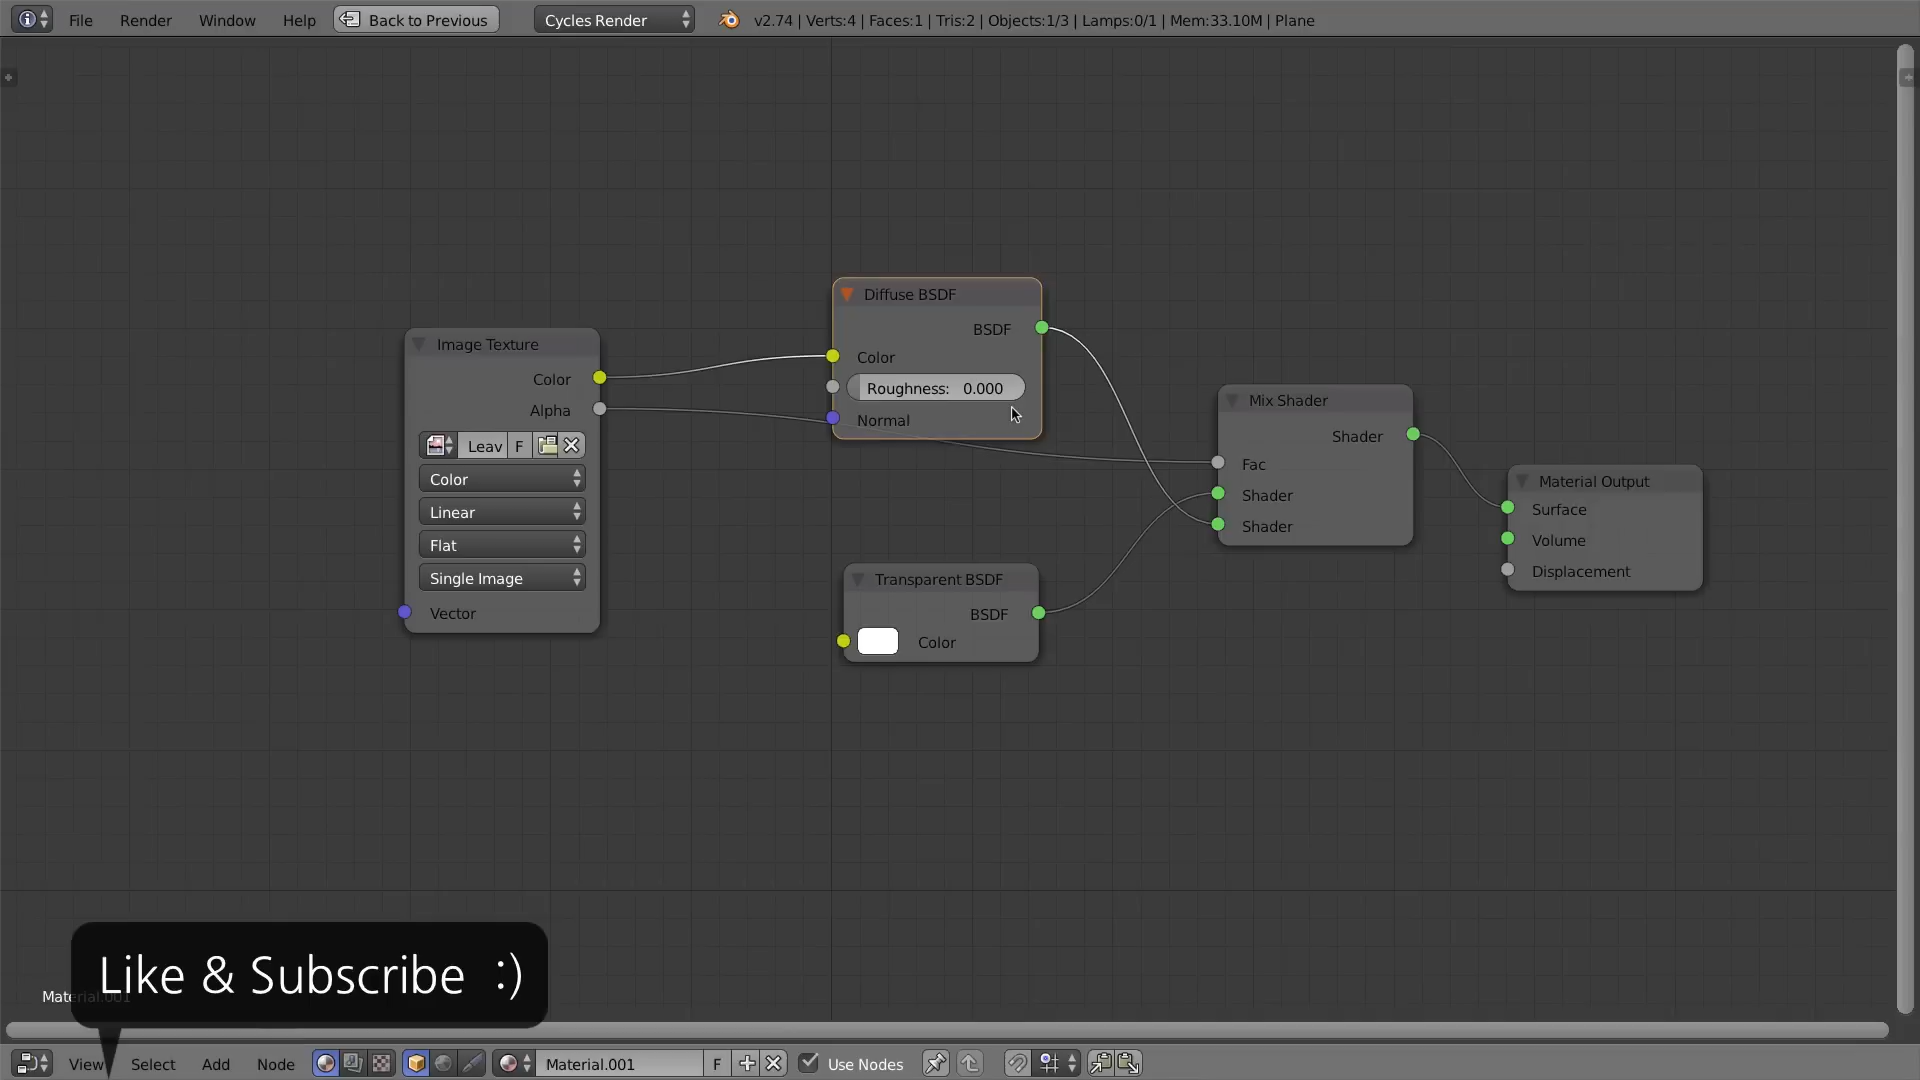 File Render Window Help Back to Previous Cycles Render v2.74 | Verts:4 | Faces:1 | Tris:2 | Objects:1/3 | Lamps:0/1 | Mem:33.10M | Plane
Image Texture
Color
Alpha
Leav F
Color
Linear
Flat
Single Image
Vector
Diffuse BSDF
BSDF
Color
Roughness: 0.000
Normal
Transparent BSDF
BSDF
Color
Mix Shader
Shader
Fac
Shader
Shader
Material Output
Surface
Volume
Displacement
Like & Subscribe :)
Material.001
View Select Add Node Material.001 F Use Nodes